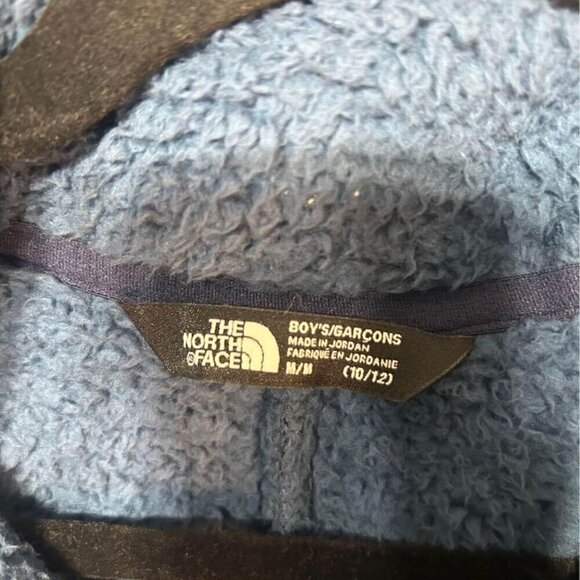 THE
NORTH
FACE
BOY'S/GARÇONS
MADE IN JORDAN
FABRIQUÉ EN JORDANIE
M/M (10/12)